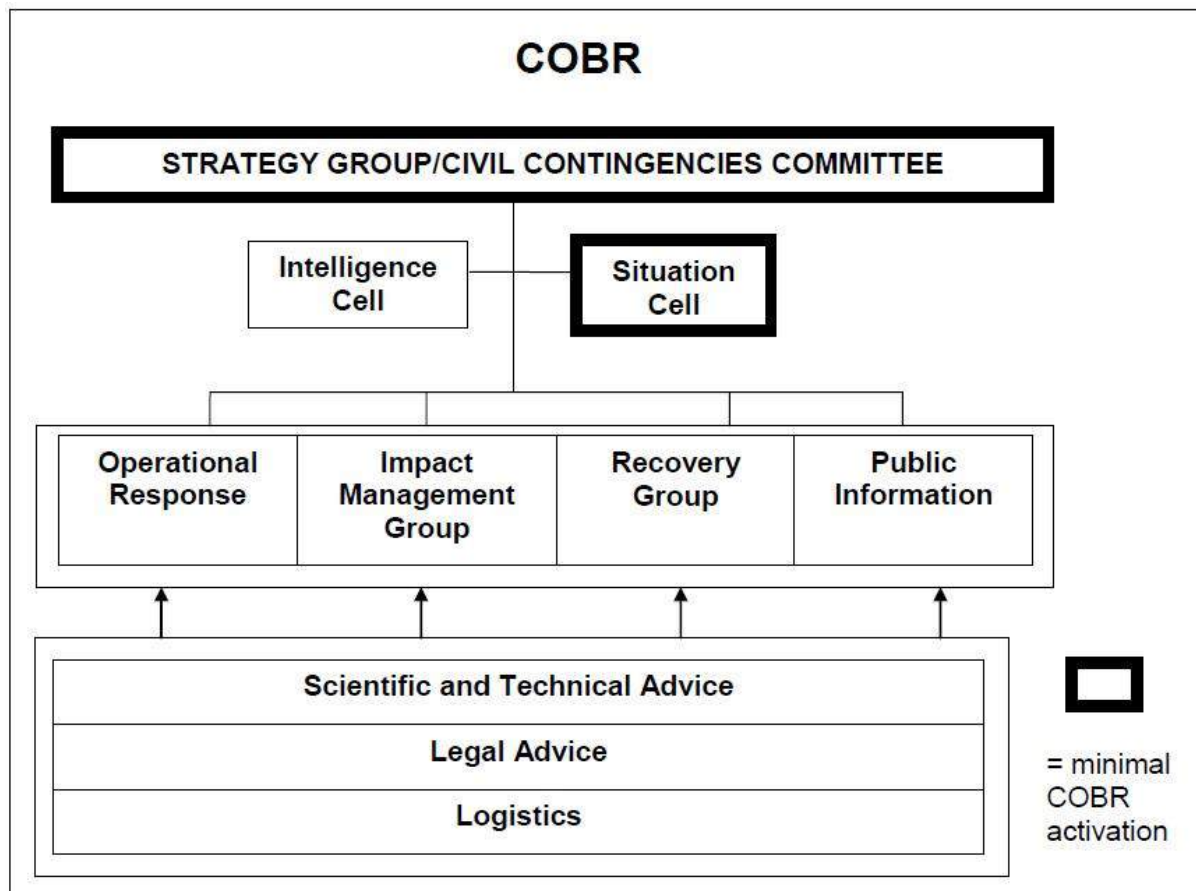 COBR
STRATEGY GROUP/CIVIL CONTINGENCIES COMMITTEE
Intelligence
Cell
Situation
Cell
Operational
Response
Impact
Management
Group
Recovery
Group
Public
Information
Scientific and Technical Advice
Legal Advice
Logistics
= minimal
COBR
activation